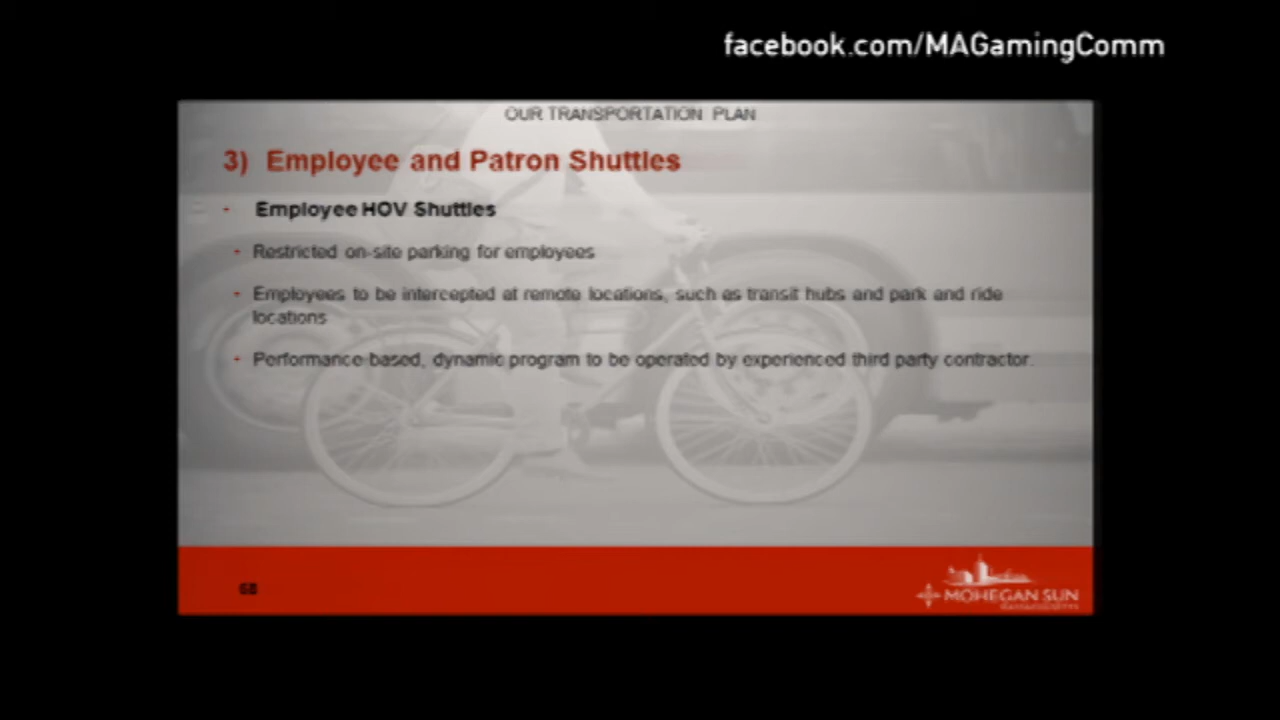 facebook.com/MAGamingComm
OUR TRANSPORTATION PLAN
3) Employee and Patron Shuttles
- Employee HOV Shuttles
- Restricted on-site parking for employees
- Employees to be intercepted at remote locations, such as transit hubs and park and ride
locations
- Performance-based, dynamic program to be operated by experienced third party contractor.
68
MOHEGAN SUN